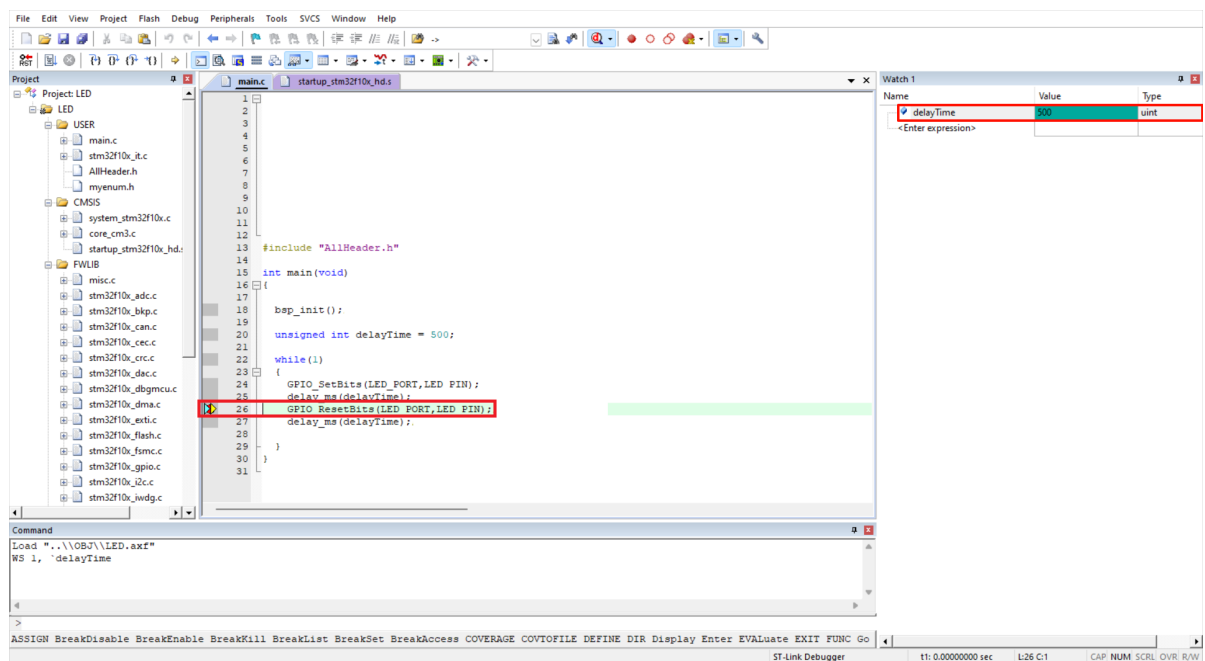 File Edit View Project Flash Debug Peripherals Tools SVCS Window Help
RST
Project
Project: LED
LED
USER
main.c
stm32f10x_it.c
AllHeader.h
myenum.h
CMSIS
system_stm32f10x.c
core_cm3.c
startup_stm32f10x_hd.s
FWLIB
misc.c
stm32f10x_adc.c
stm32f10x_bkp.c
stm32f10x_can.c
stm32f10x_cec.c
stm32f10x_crc.c
stm32f10x_dac.c
stm32f10x_dbgmcu.c
stm32f10x_dma.c
stm32f10x_exti.c
stm32f10x_flash.c
stm32f10x_fsmc.c
stm32f10x_gpio.c
stm32f10x_i2c.c
stm32f10x_iwdg.c
main.c startup_stm32f10x_hd.s
1
2
3
4
5
6
7
8
9
10
11
12
13 #include "AllHeader.h"
14
15 int main(void)
16 {
17
18 bsp_init();
19
20 unsigned int delayTime = 500;
21
22 while(1)
23 {
24 GPIO_SetBits(LED_PORT,LED_PIN);
25 delay_ms(delayTime);
26 GPIO_ResetBits(LED_PORT,LED_PIN);
27 delay_ms(delayTime);
28
29 }
30 }
31
Watch 1
Name Value Type
delayTime 500 uint
<Enter expression>
Command
Load "..\\OBJ\\LED.axf"
WS 1, `delayTime
>
ASSIGN BreakDisable BreakEnable BreakKill BreakList BreakSet BreakAccess COVERAGE COVTOFILE DEFINE DIR Display Enter EVALuate EXIT FUNC Go
ST-Link Debugger t1: 0.00000000 sec L:26 C:1 CAP NUM SCRL OVR R/W